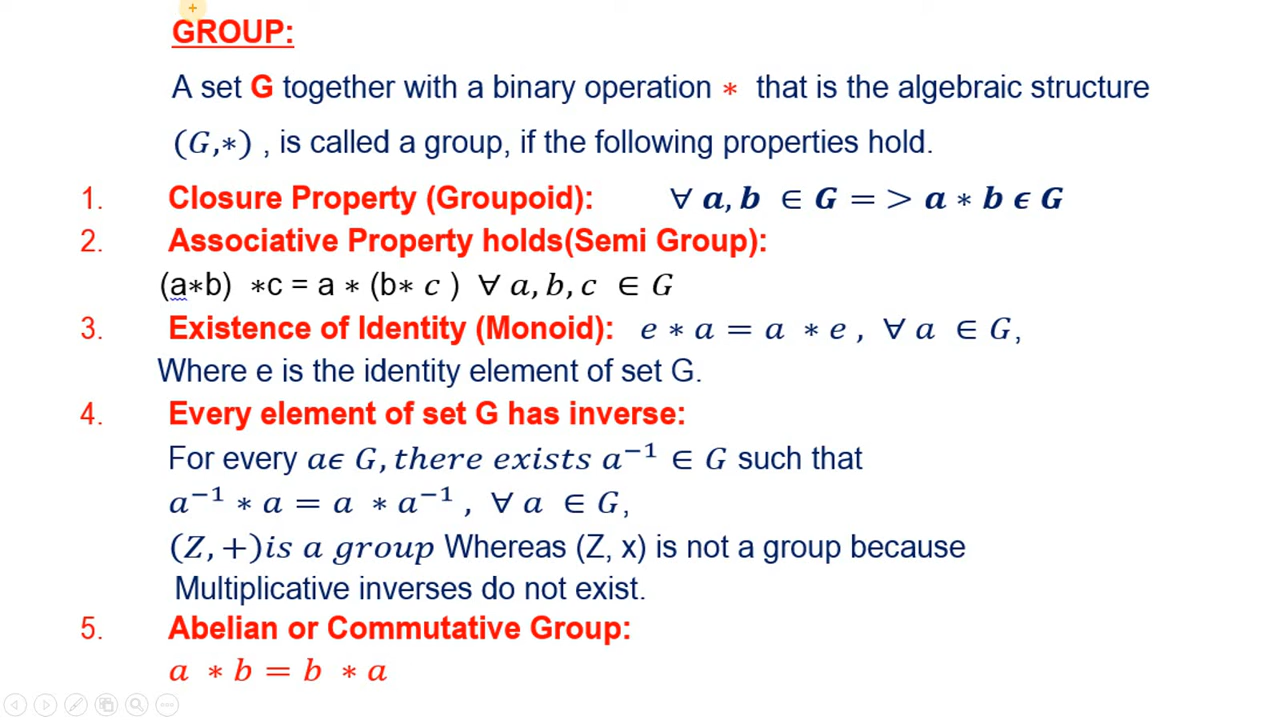 GROUP:
A set G together with a binary operation * that is the algebraic structure
(G,*) , is called a group, if the following properties hold.
1. Closure Property (Groupoid): ∀ a, b ∈ G => a * b ϵ G
2. Associative Property holds(Semi Group):
(a*b) *c = a * (b* c ) ∀ a, b, c ∈ G
3. Existence of Identity (Monoid): e * a = a * e , ∀ a ∈ G,
Where e is the identity element of set G.
4. Every element of set G has inverse:
For every aϵ G, there exists a⁻¹ ∈ G such that
a⁻¹ * a = a * a⁻¹ , ∀ a ∈ G,
(Z, +)is a group Whereas (Z, x) is not a group because
Multiplicative inverses do not exist.
5. Abelian or Commutative Group:
a * b = b * a